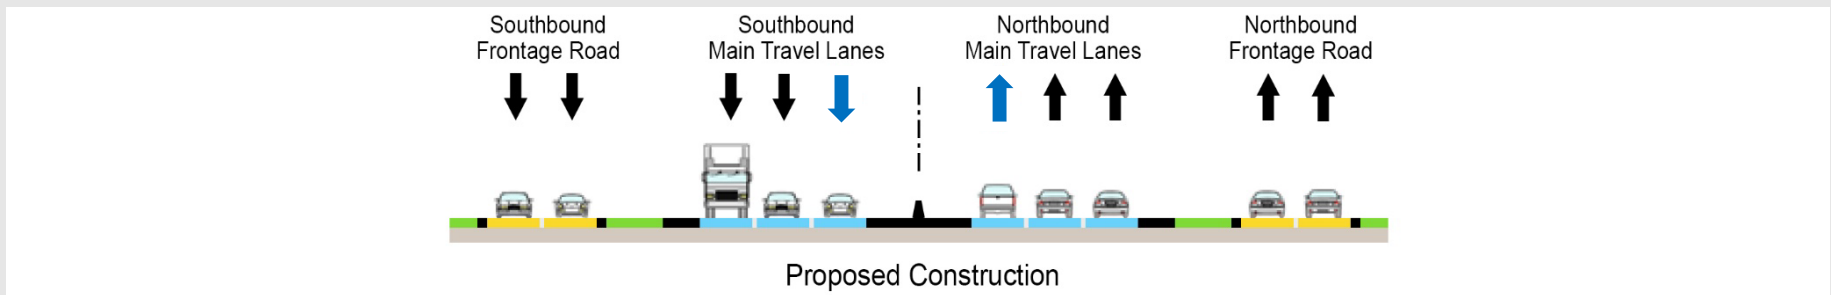 Southbound
Frontage Road
Southbound
Main Travel Lanes
Northbound
Main Travel Lanes
Northbound
Frontage Road
Proposed Construction